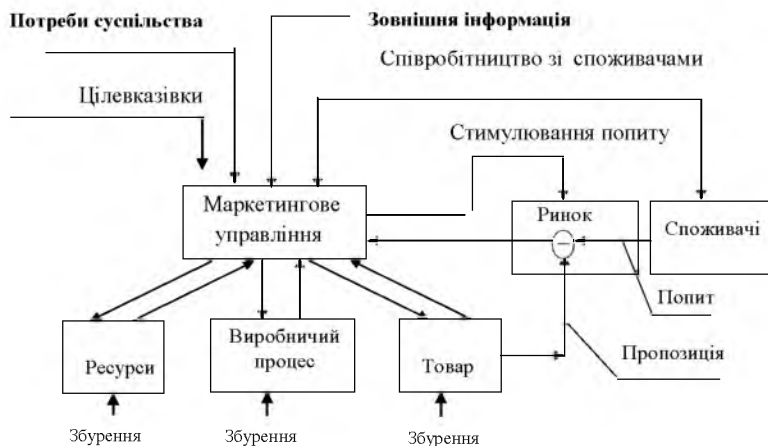 Потреби суспільства
Зовнішня інформація
Співробітництво зі споживачами
Цілевказівки
Стимулювання попиту
Маркетингове
управління
Ринок
Споживачі
Попит
Ресурси
Виробничий
процес
Товар
Пропозиція
Збурення
Збурення
Збурення